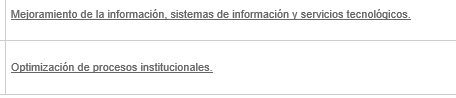 Mejoramiento de la información, sistemas de información y servicios tecnológicos.
Optimización de procesos institucionales.